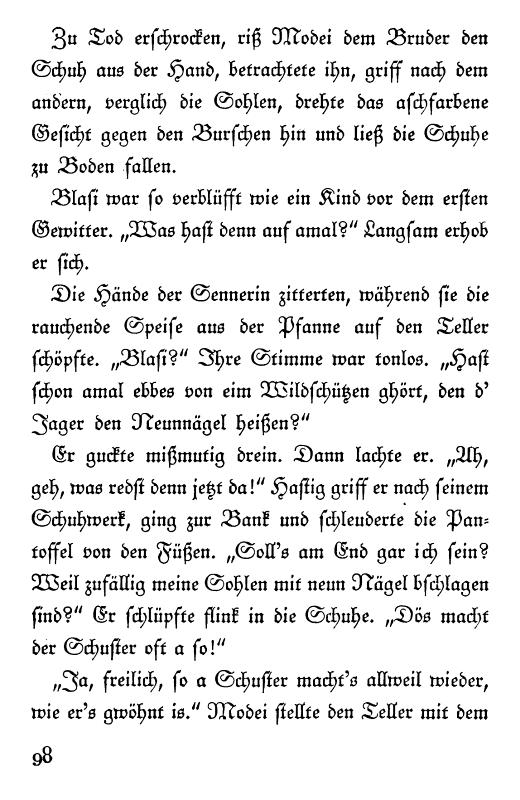 Zu Tod erschrocken, riß Modei dem Bruder den
Schuh aus der Hand, betrachtete ihn, griff nach dem
andern, verglich die Sohlen, drehte das aschfarbene
Gesicht gegen den Burschen hin und ließ die Schuhe
zu Boden fallen.
Blasi war so verblüfft wie ein Kind vor dem ersten
Gewitter. „Was hast denn auf amal?“ Langsam erhob
er sich.
Die Hände der Sennerin zitterten, während sie die
rauchende Speise aus der Pfanne auf den Teller
schöpfte. „Blasi?“ Ihre Stimme war tonlos. „Hast
schon amal ebbes von eim Wildschützen ghört, den d'
Jager den Neunnägel heißen?“
Er guckte mißmutig drein. Dann lachte er. „Ah,
geh, was redst denn jetzt da!“ Hastig griff er nach seinem
Schuhwerk, ging zur Bank und schleuderte die Pan-
toffel von den Füßen. „Soll's am End gar ich sein?
Weil zufällig meine Sohlen mit neun Nägel bschlagen
sind?“ Er schlüpfte flink in die Schuhe. „Dös macht
der Schuster oft a so!“
„Ja, freilich, so a Schuster macht's allweil wieder,
wie er's gwöhnt is.“ Modei stellte den Teller mit dem
98